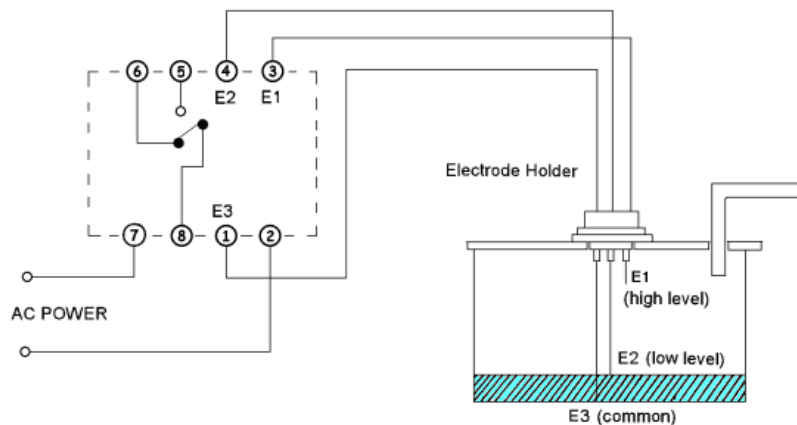 6 5 4 3
E2 E1
E3
7 8 1 2
AC POWER
Electrode Holder
E1
(high level)
E2 (low level)
E3 (common)